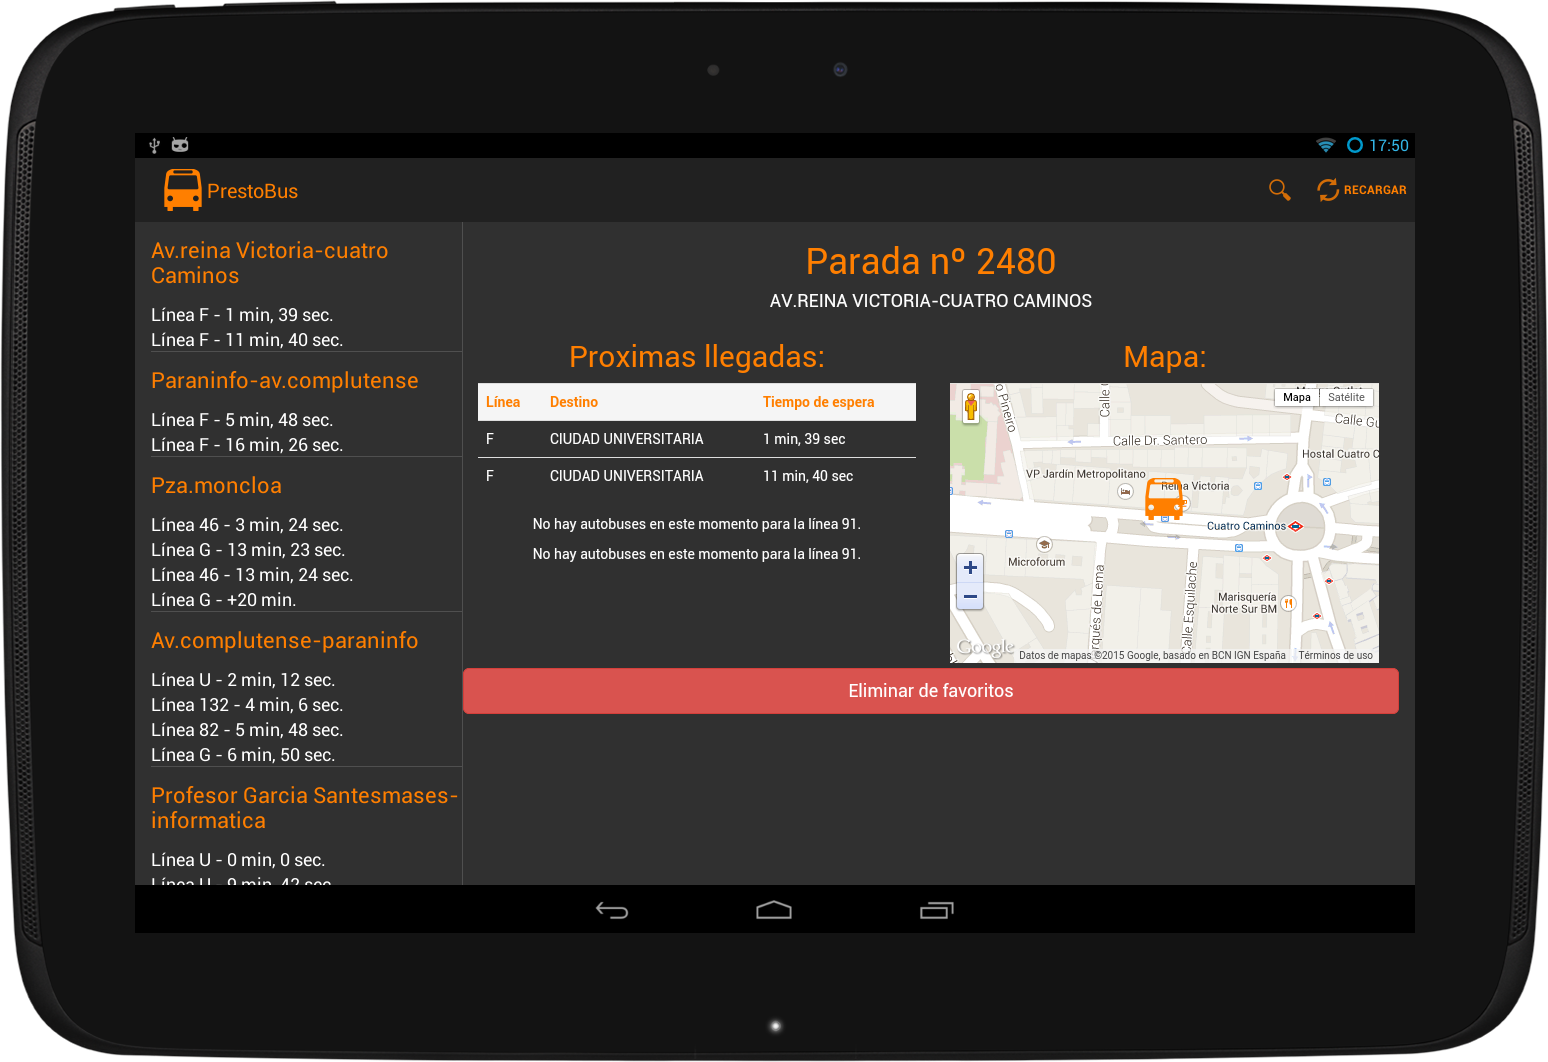 17:50
PrestoBus
RECARGAR
Av.reina Victoria-cuatro
Caminos
Línea F - 1 min, 39 sec.
Línea F - 11 min, 40 sec.
Paraninfo-av.complutense
Línea F - 5 min, 48 sec.
Línea F - 16 min, 26 sec.
Pza.moncloa
Línea 46 - 3 min, 24 sec.
Línea G - 13 min, 23 sec.
Línea 46 - 13 min, 24 sec.
Línea G - +20 min.
Av.complutense-paraninfo
Línea U - 2 min, 12 sec.
Línea 132 - 4 min, 6 sec.
Línea 82 - 5 min, 48 sec.
Línea G - 6 min, 50 sec.
Profesor Garcia Santesmases-
informatica
Línea U - 0 min, 0 sec.
Línea U - 9 min, 42 sec.
Parada nº 2480
AV.REINA VICTORIA-CUATRO CAMINOS
Proximas llegadas:
Línea Destino Tiempo de espera
F CIUDAD UNIVERSITARIA 1 min, 39 sec
F CIUDAD UNIVERSITARIA 11 min, 40 sec
No hay autobuses en este momento para la línea 91.
No hay autobuses en este momento para la línea 91.
Mapa:
Mapa Satélite
o Pineiro
Calle
Calle Gu
Calle Dr. Santero
Hostal Cuatro C
VP Jardín Metropolitano
Reina Victoria
Cuatro Caminos
Microforum
+
−
Marisquería
Norte Sur BM
rqués de Lema
Calle Esquilache
Google
Datos de mapas ©2015 Google, basado en BCN IGN España
Términos de uso
Eliminar de favoritos